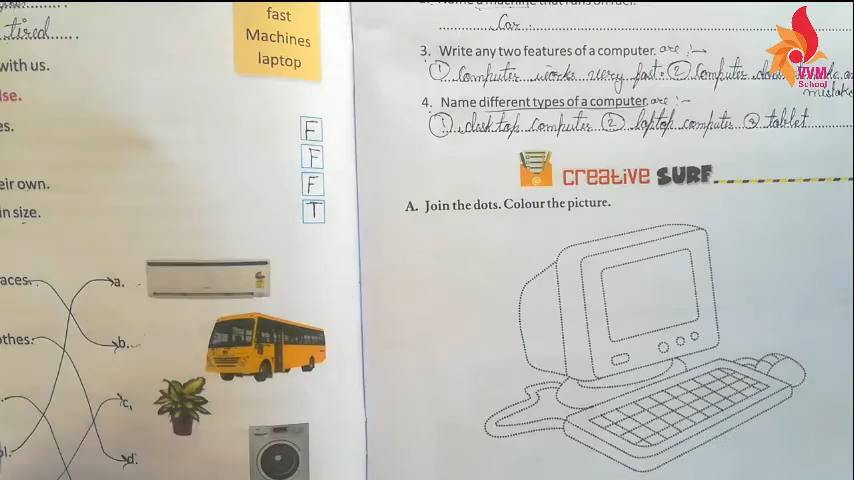 tired
with us.
lse.
es.
eir own.
in size.
fast
Machines
laptop
F
F
F
T
aces.
a.
othes.
b.
c.
d.
Car
3. Write any two features of a computer. are :-
① Computer works very fast. ② Computer
mistake
4. Name different types of a computer. are :-
① desktop computer ② laptop computer ③ tablet
CREATIVE SURF
A. Join the dots. Colour the picture.
VVM
School